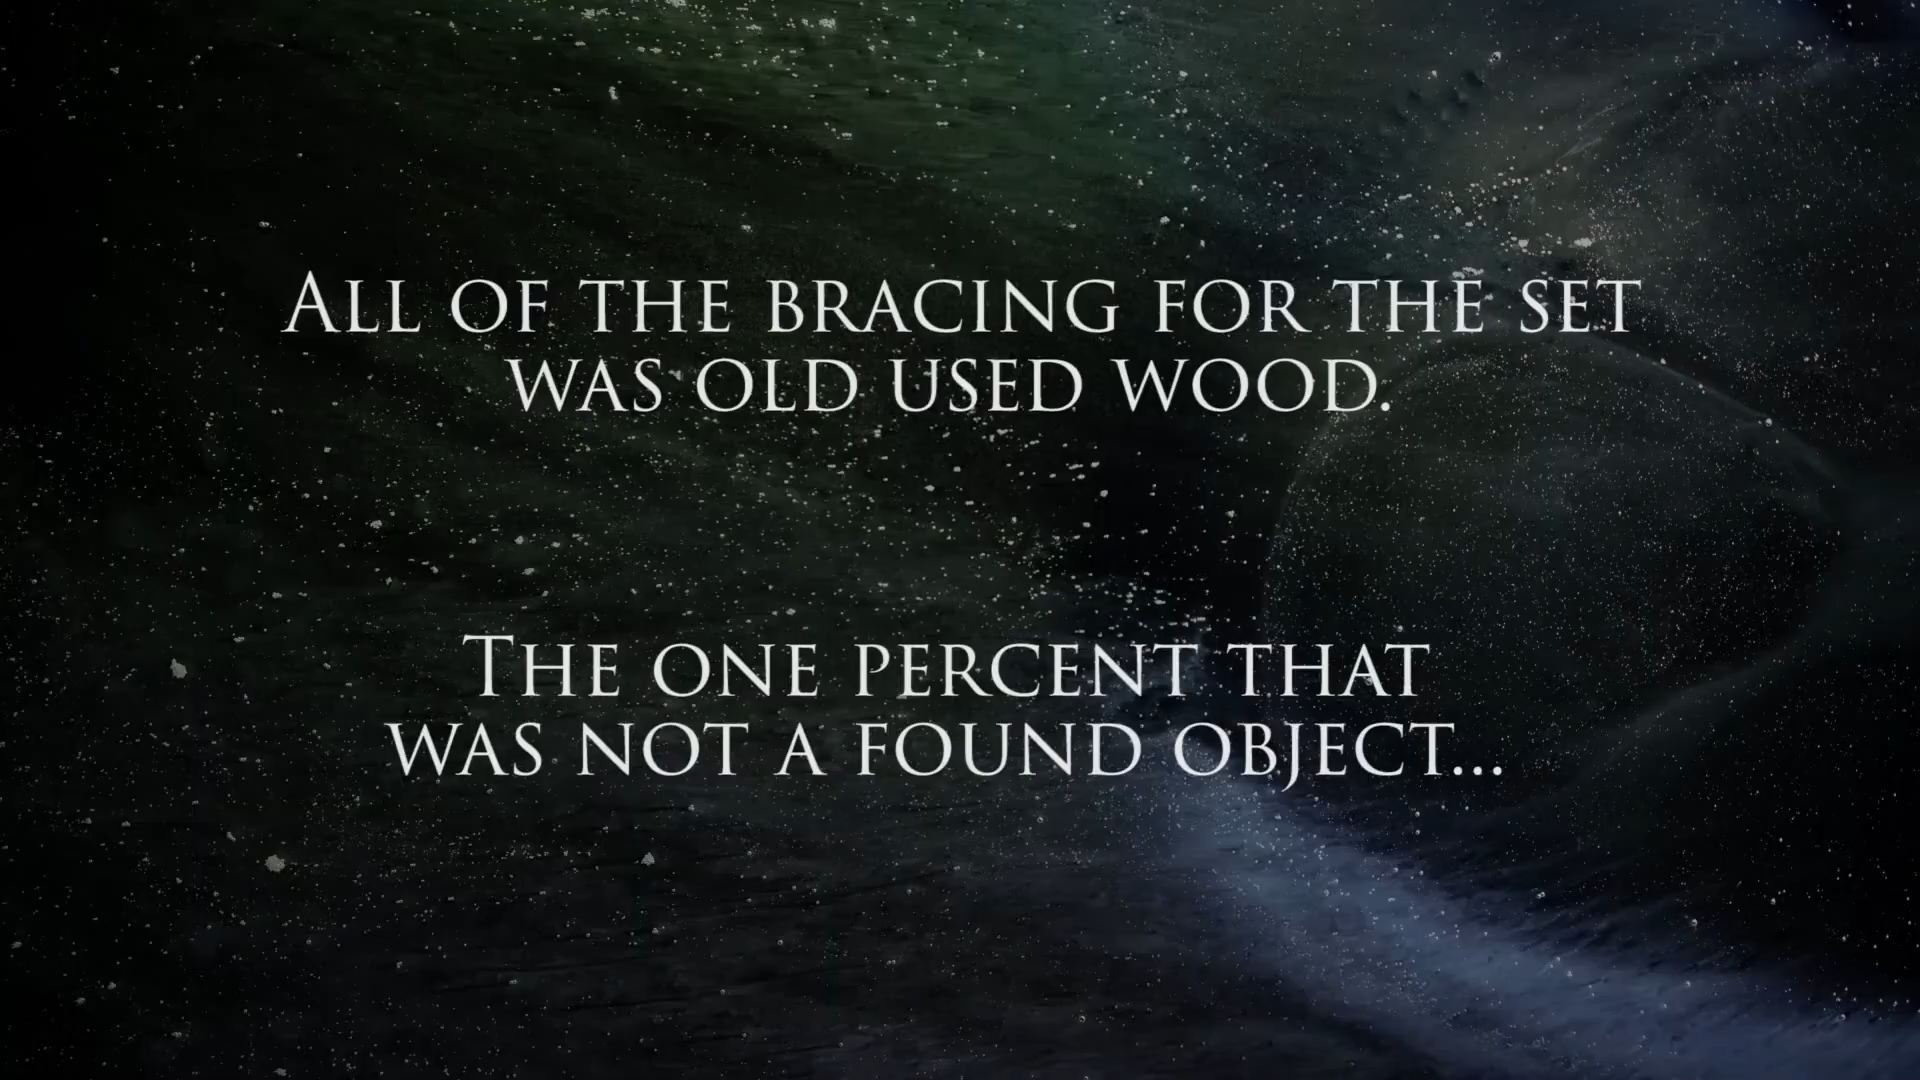 All of the bracing for the set
was old used wood.
The one percent that
was not a found object...